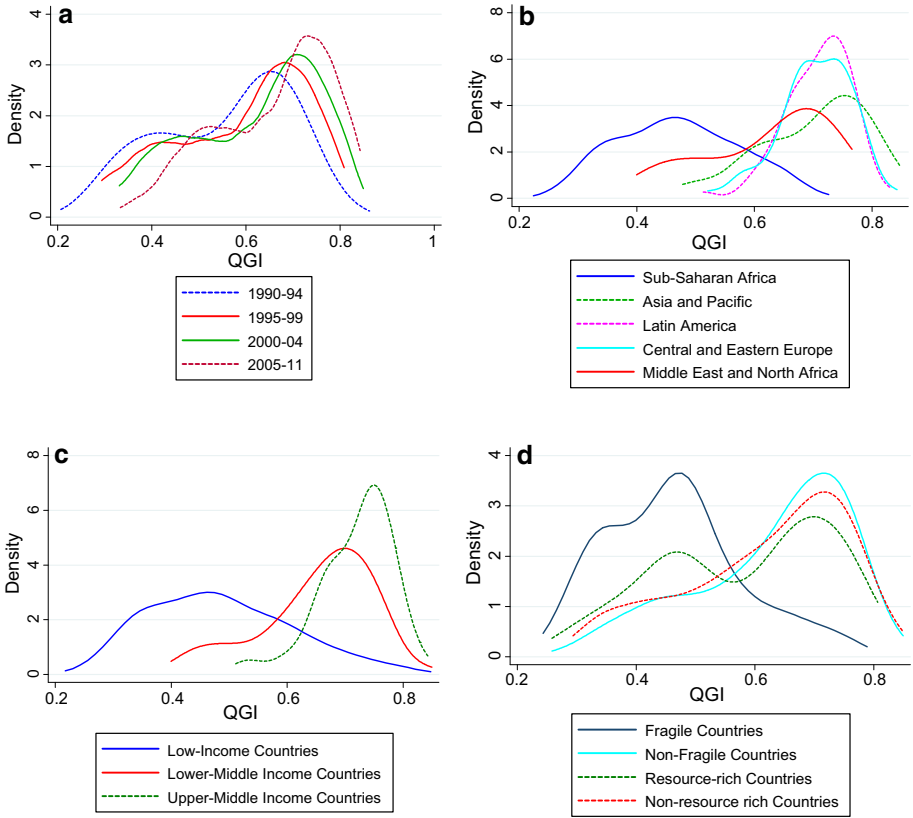 a
4
3
2
1
0
Density
0.2
0.4
0.6
0.8
1
QGI
1990-94
1995-99
2000-04
2005-11
b
8
6
4
2
0
Density
0.2
0.4
0.6
0.8
QGI
Sub-Saharan Africa
Asia and Pacific
Latin America
Central and Eastern Europe
Middle East and North Africa
c
8
6
4
2
0
Density
0.2
0.4
0.6
0.8
QGI
Low-Income Countries
Lower-Middle Income Countries
Upper-Middle Income Countries
d
4
3
2
1
0
Density
0.2
0.4
0.6
0.8
QGI
Fragile Countries
Non-Fragile Countries
Resource-rich Countries
Non-resource rich Countries